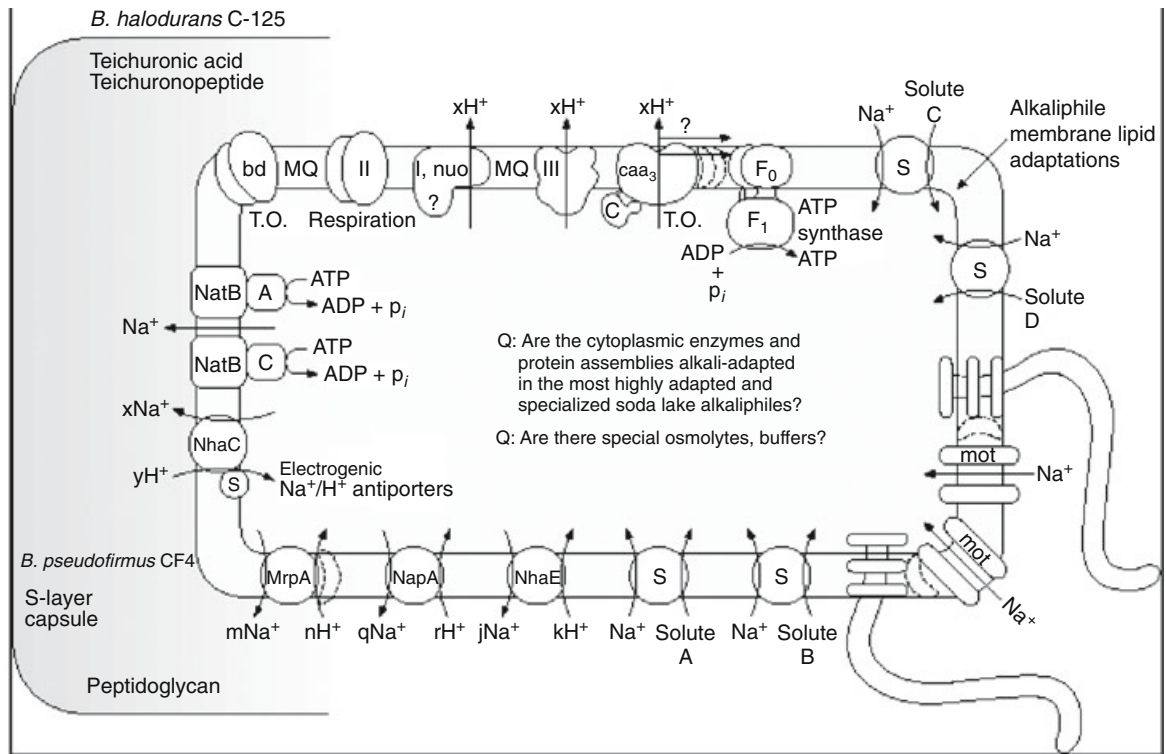 B. halodurans C-125
Teichuronic acid
Teichuronopeptide
xH⁺
xH⁺
xH⁺
?
Na⁺
Solute
C
Alkaliphile
membrane lipid
adaptations
bd
MQ
II
I, nuo
?
MQ
III
caa₃
C
F₀
F₁
S
T.O.
Respiration
T.O.
ATP
synthase
ADP
+
pᵢ
ATP
Na⁺
S
Solute
D
NatB
A
ATP
ADP + pᵢ
Na⁺
NatB
C
ATP
ADP + pᵢ
Q: Are the cytoplasmic enzymes and
protein assemblies alkali-adapted
in the most highly adapted and
specialized soda lake alkaliphiles?
Q: Are there special osmolytes, buffers?
xNa⁺
NhaC
yH⁺
S
Electrogenic
Na⁺/H⁺ antiporters
mot
Na⁺
mot
Na⁺
B. pseudofirmus CF4
S-layer
capsule
MrpA
NapA
NhaE
S
S
mNa⁺
nH⁺
qNa⁺
rH⁺
jNa⁺
kH⁺
Na⁺
Solute
A
Na⁺
Solute
B
Peptidoglycan